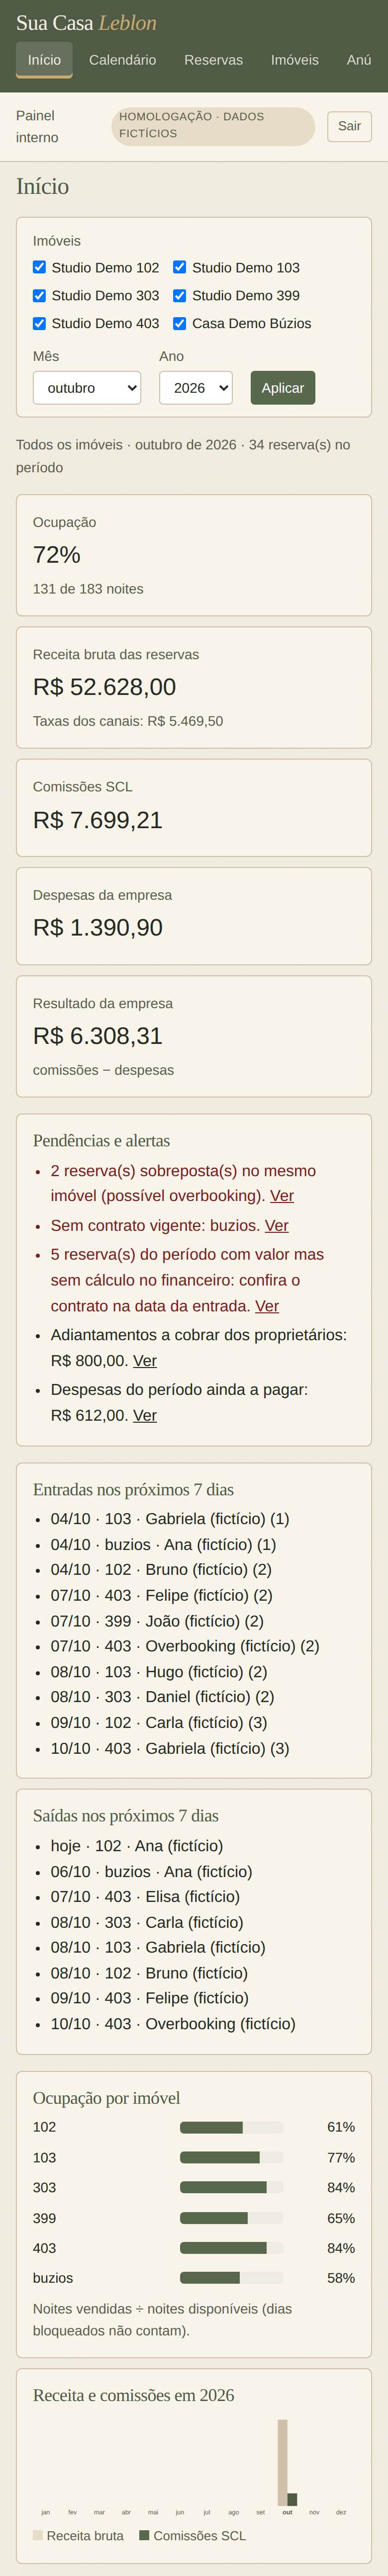 Sua Casa Leblon
Início Calendário Reservas Imóveis Anú
Painel
interno
HOMOLOGAÇÃO · DADOS
FICTÍCIOS
Sair
Início
Imóveis
Studio Demo 102 Studio Demo 103
Studio Demo 303 Studio Demo 399
Studio Demo 403 Casa Demo Búzios
Mês Ano
outubro 2026 Aplicar
Todos os imóveis · outubro de 2026 · 34 reserva(s) no
período
Ocupação
72%
131 de 183 noites
Receita bruta das reservas
R$ 52.628,00
Taxas dos canais: R$ 5.469,50
Comissões SCL
R$ 7.699,21
Despesas da empresa
R$ 1.390,90
Resultado da empresa
R$ 6.308,31
comissões − despesas
Pendências e alertas
• 2 reserva(s) sobreposta(s) no mesmo
imóvel (possível overbooking). Ver
• Sem contrato vigente: buzios. Ver
• 5 reserva(s) do período com valor mas
sem cálculo no financeiro: confira o
contrato na data da entrada. Ver
• Adiantamentos a cobrar dos proprietários:
R$ 800,00. Ver
• Despesas do período ainda a pagar:
R$ 612,00. Ver
Entradas nos próximos 7 dias
• 04/10 · 103 · Gabriela (fictício) (1)
• 04/10 · buzios · Ana (fictício) (1)
• 04/10 · 102 · Bruno (fictício) (2)
• 07/10 · 403 · Felipe (fictício) (2)
• 07/10 · 399 · João (fictício) (2)
• 07/10 · 403 · Overbooking (fictício) (2)
• 08/10 · 103 · Hugo (fictício) (2)
• 08/10 · 303 · Daniel (fictício) (2)
• 09/10 · 102 · Carla (fictício) (3)
• 10/10 · 403 · Gabriela (fictício) (3)
Saídas nos próximos 7 dias
• hoje · 102 · Ana (fictício)
• 06/10 · buzios · Ana (fictício)
• 07/10 · 403 · Elisa (fictício)
• 08/10 · 303 · Carla (fictício)
• 08/10 · 103 · Gabriela (fictício)
• 08/10 · 102 · Bruno (fictício)
• 09/10 · 403 · Felipe (fictício)
• 10/10 · 403 · Overbooking (fictício)
Ocupação por imóvel
102 61%
103 77%
303 84%
399 65%
403 84%
buzios 58%
Noites vendidas ÷ noites disponíveis (dias
bloqueados não contam).
Receita e comissões em 2026
jan fev mar abr mai jun jul ago set out nov dez
Receita bruta Comissões SCL